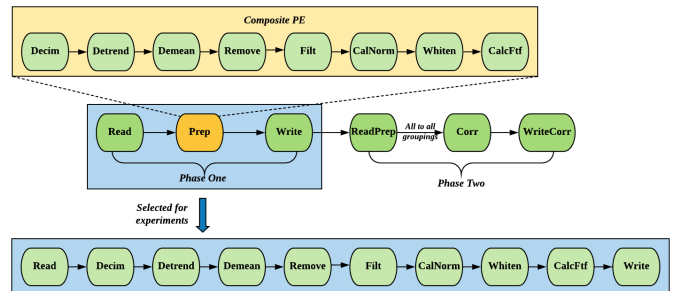 Composite PE
Decim Detrend Demean Remove Filt CalNorm Whiten CalcFtf
Read Prep Write ReadPrep All to all groupings Corr WriteCorr
Phase One
Phase Two
Selected for
experiments
Read Decim Detrend Demean Remove Filt CalNorm Whiten CalcFtf Write